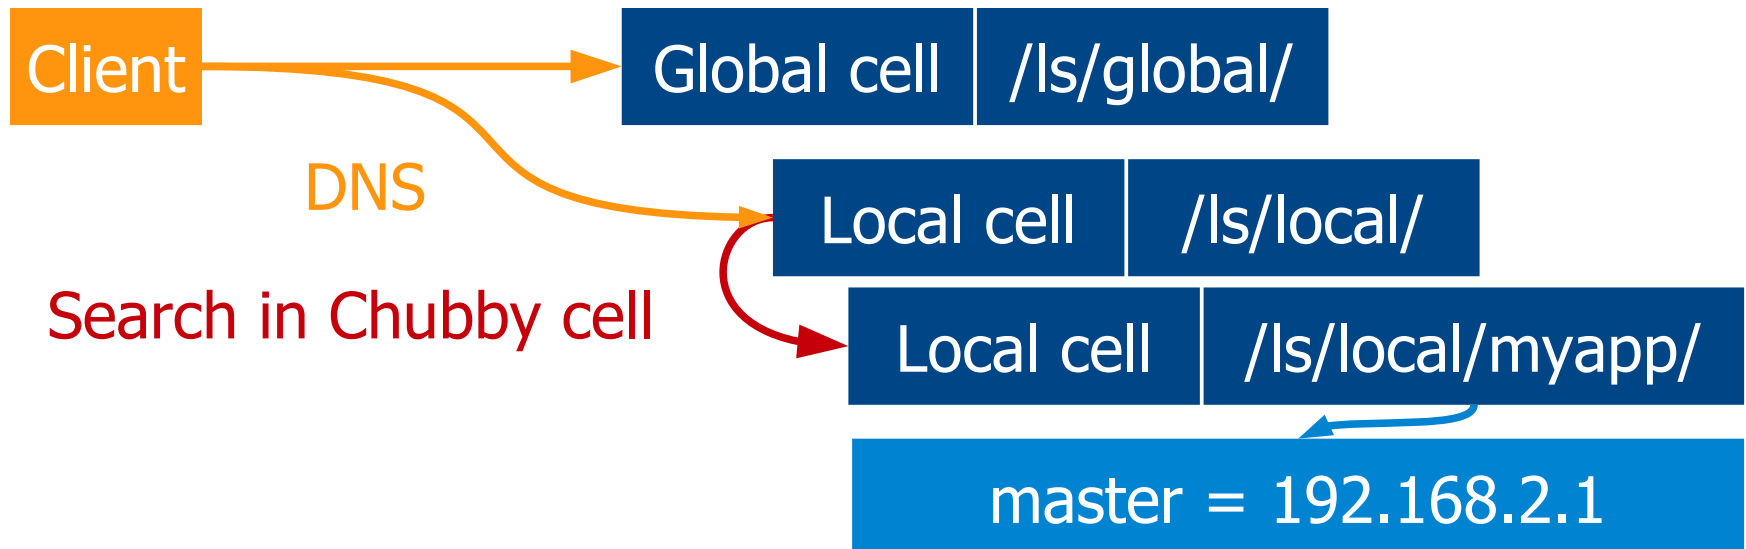 Client
Global cell
/ls/global/
DNS
Local cell
/ls/local/
Search in Chubby cell
Local cell
/ls/local/myapp/
master = 192.168.2.1